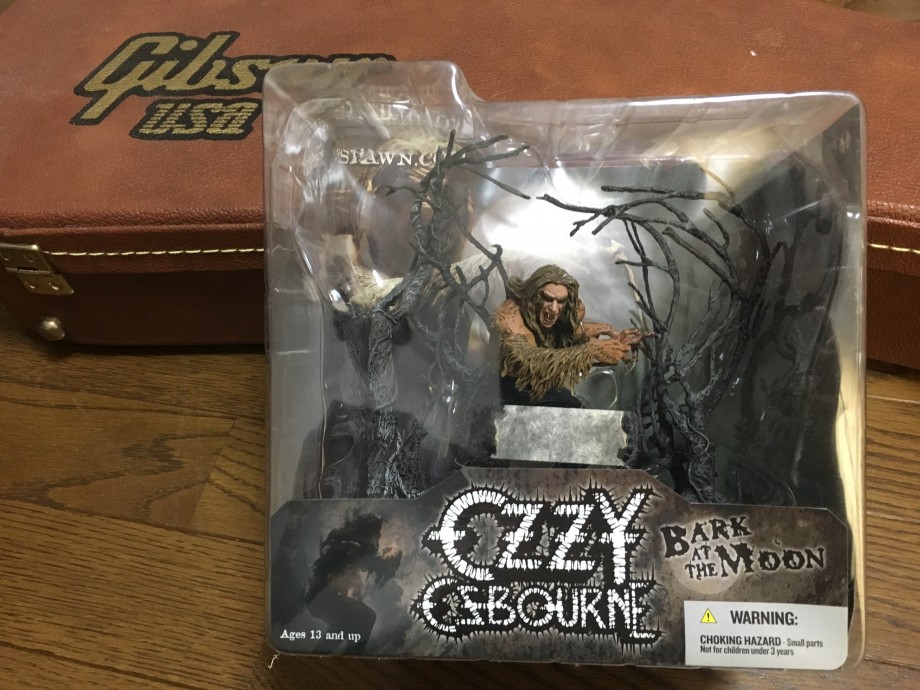 Gibson
USA
SPAWN.C
OZZY
OSBOURNE
BARK
AT
THE MOON
Ages 13 and up
WARNING:
CHOKING HAZARD - Small parts
Not for children under 3 years